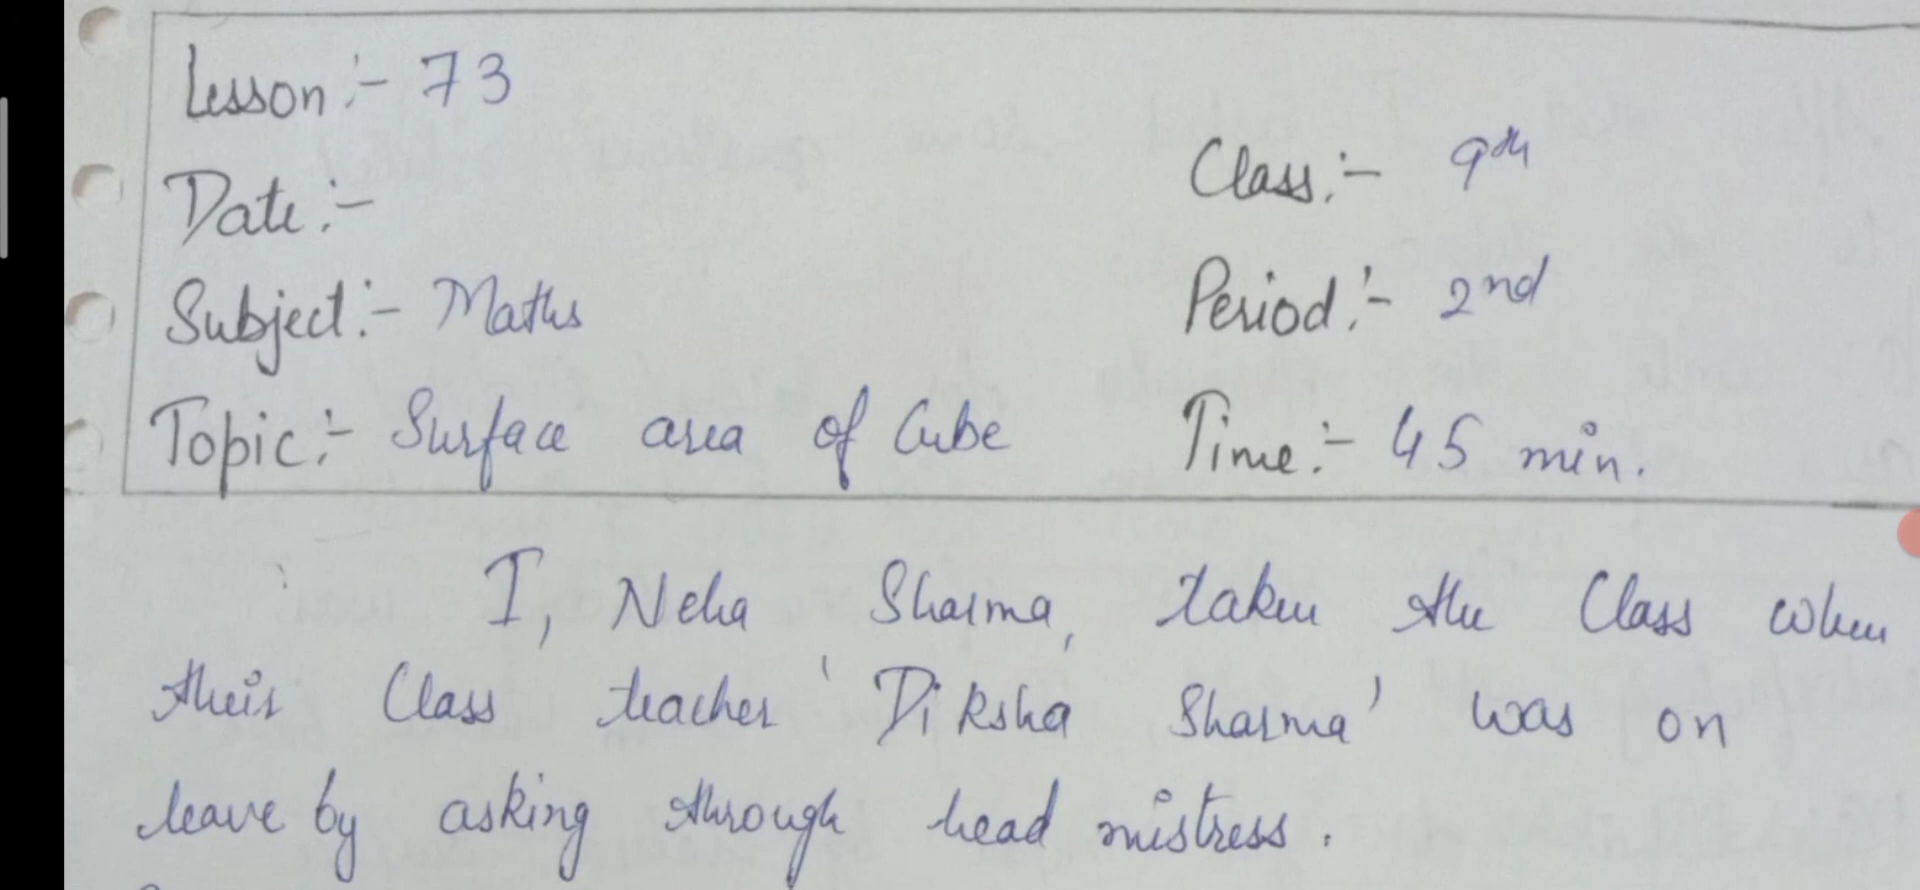 Lesson :- 73
Date :-
Class :- 9th
Subject :- Maths
Period :- 2nd
Topic :- Surface area of Cube
Time :- 45 min.
I, Neha Sharma, taken the Class when
their Class teacher 'Diksha Sharma' was on
leave by asking through head mistress.